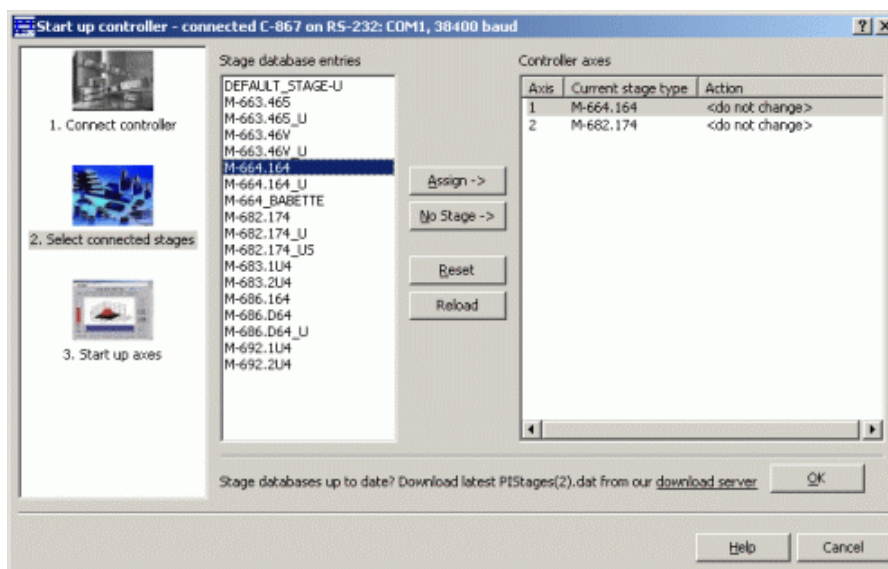 Start up controller - connected C-867 on RS-232: COM1, 38400 baud
1. Connect controller
2. Select connected stages
3. Start up axes
Stage database entries
DEFAULT_STAGE-U
M-663.465
M-663.465_U
M-663.46V
M-663.46V_U
M-664.164
M-664.164_U
M-664_BABETTE
M-682.174
M-682.174_U
M-682.174_U5
M-683.1U4
M-683.2U4
M-686.164
M-686.D64
M-686.D64_U
M-692.1U4
M-692.2U4
Assign ->
No Stage ->
Reset
Reload
Controller axes
Axis Current stage type Action
1 M-664.164 <do not change>
2 M-682.174 <do not change>
Stage databases up to date? Download latest PIStages(2).dat from our download server
OK
Help
Cancel